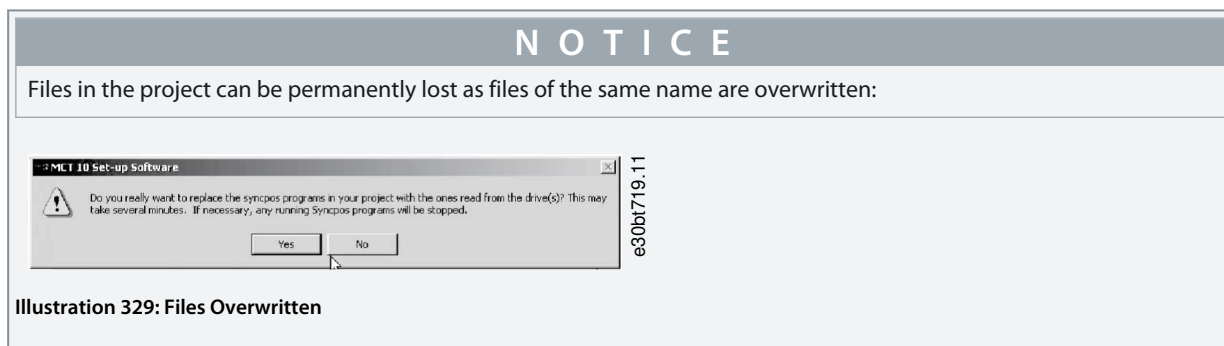 NOTICE
Files in the project can be permanently lost as files of the same name are overwritten:
MCT 10 Set-up Software
Do you really want to replace the syncpos programs in your project with the ones read from the drive(s)? This may
take several minutes. If necessary, any running Syncpos programs will be stopped.
Yes No
e30bt719.11
Illustration 329: Files Overwritten